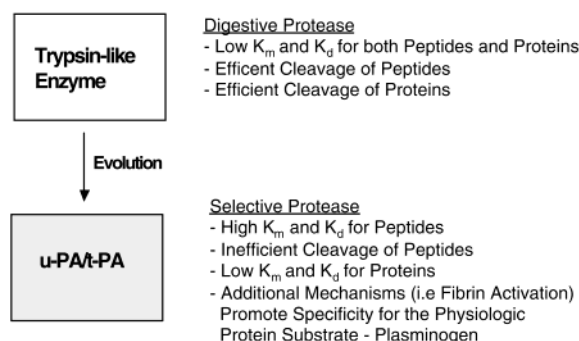 Trypsin-like
Enzyme
Digestive Protease
- Low Km and Kd for both Peptides and Proteins
- Efficent Cleavage of Peptides
- Efficient Cleavage of Proteins
Evolution
u-PA/t-PA
Selective Protease
- High Km and Kd for Peptides
- Inefficient Cleavage of Peptides
- Low Km and Kd for Proteins
- Additional Mechanisms (i.e Fibrin Activation)
Promote Specificity for the Physiologic
Protein Substrate - Plasminogen